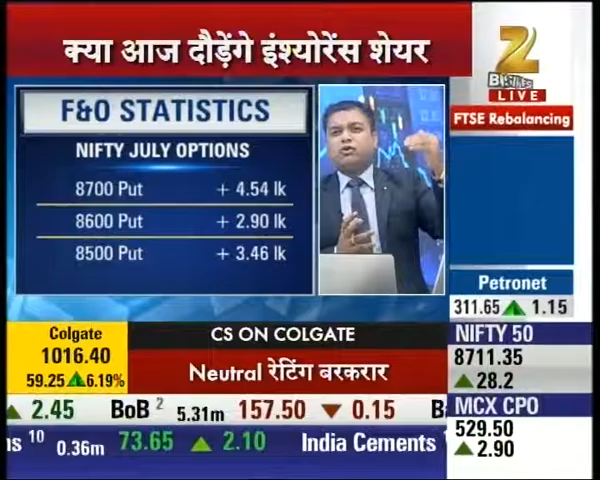 क्या आज दौड़ेंगे इंश्योरेंस शेयर
Z
BUSINESS
LIVE
F&O STATISTICS
NIFTY JULY OPTIONS
8700 Put + 4.54 lk
8600 Put + 2.90 lk
8500 Put + 3.46 lk
FTSE Rebalancing
Petronet
311.65 1.15
Colgate
1016.40
59.25 6.19%
CS ON COLGATE
Neutral रेटिंग बरकरार
NIFTY 50
8711.35
28.2
2.45 BoB 2 5.31m 157.50 0.15 B
MCX CPO
529.50
2.90
ns 10 0.36m 73.65 2.10 India Cements